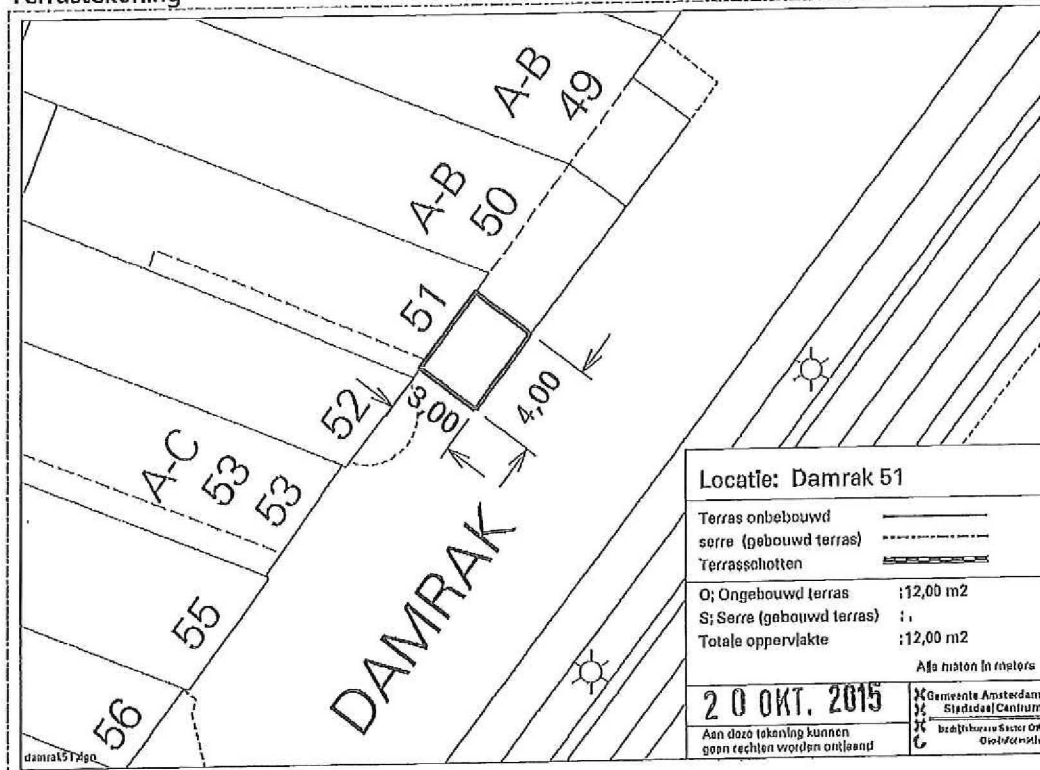 Terrastekening
A-B
49
A-B
50
51
52
3,00
4,00
A-C
53
53
55
56
DAMRAK
Locatie: Damrak 51
Terras onbebouwd
serre (gebouwd terras)
Terrasschotten
O; Ongebouwd terras :12,00 m2
S; Serre (gebouwd terras) :
Totale oppervlakte :12,00 m2
Alle maten in meters
20 OKT. 2015
Aan deze tekening kunnen
geen rechten worden ontleend
Gemeente Amsterdam
Stadsdeel Centrum
damrak51.dgn